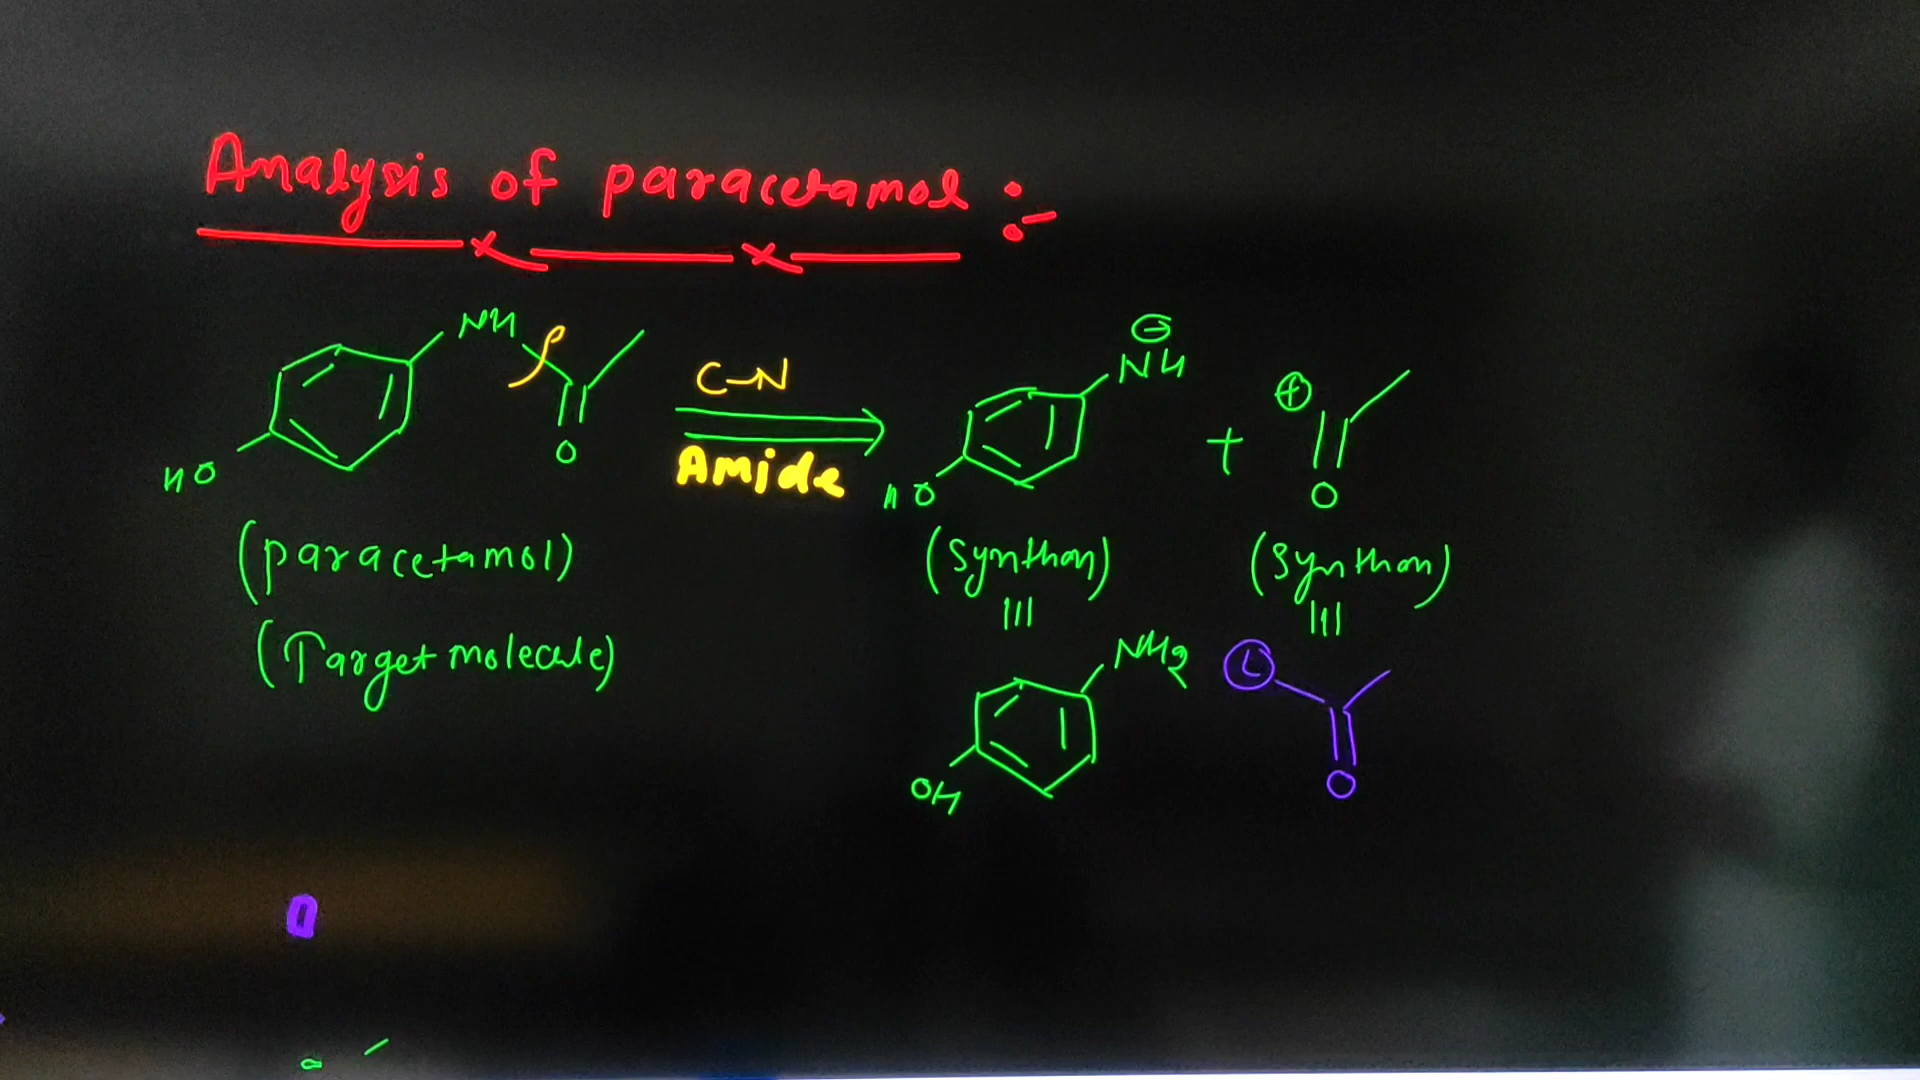 Analysis of paracetamol :-
NH
O
HO
C-N
Amide
⊖
NH
HO
+
⊕
O
(paracetamol)
(Target molecule)
(Synthon)
(Synthon)
|||
|||
NH2
OH
L
O